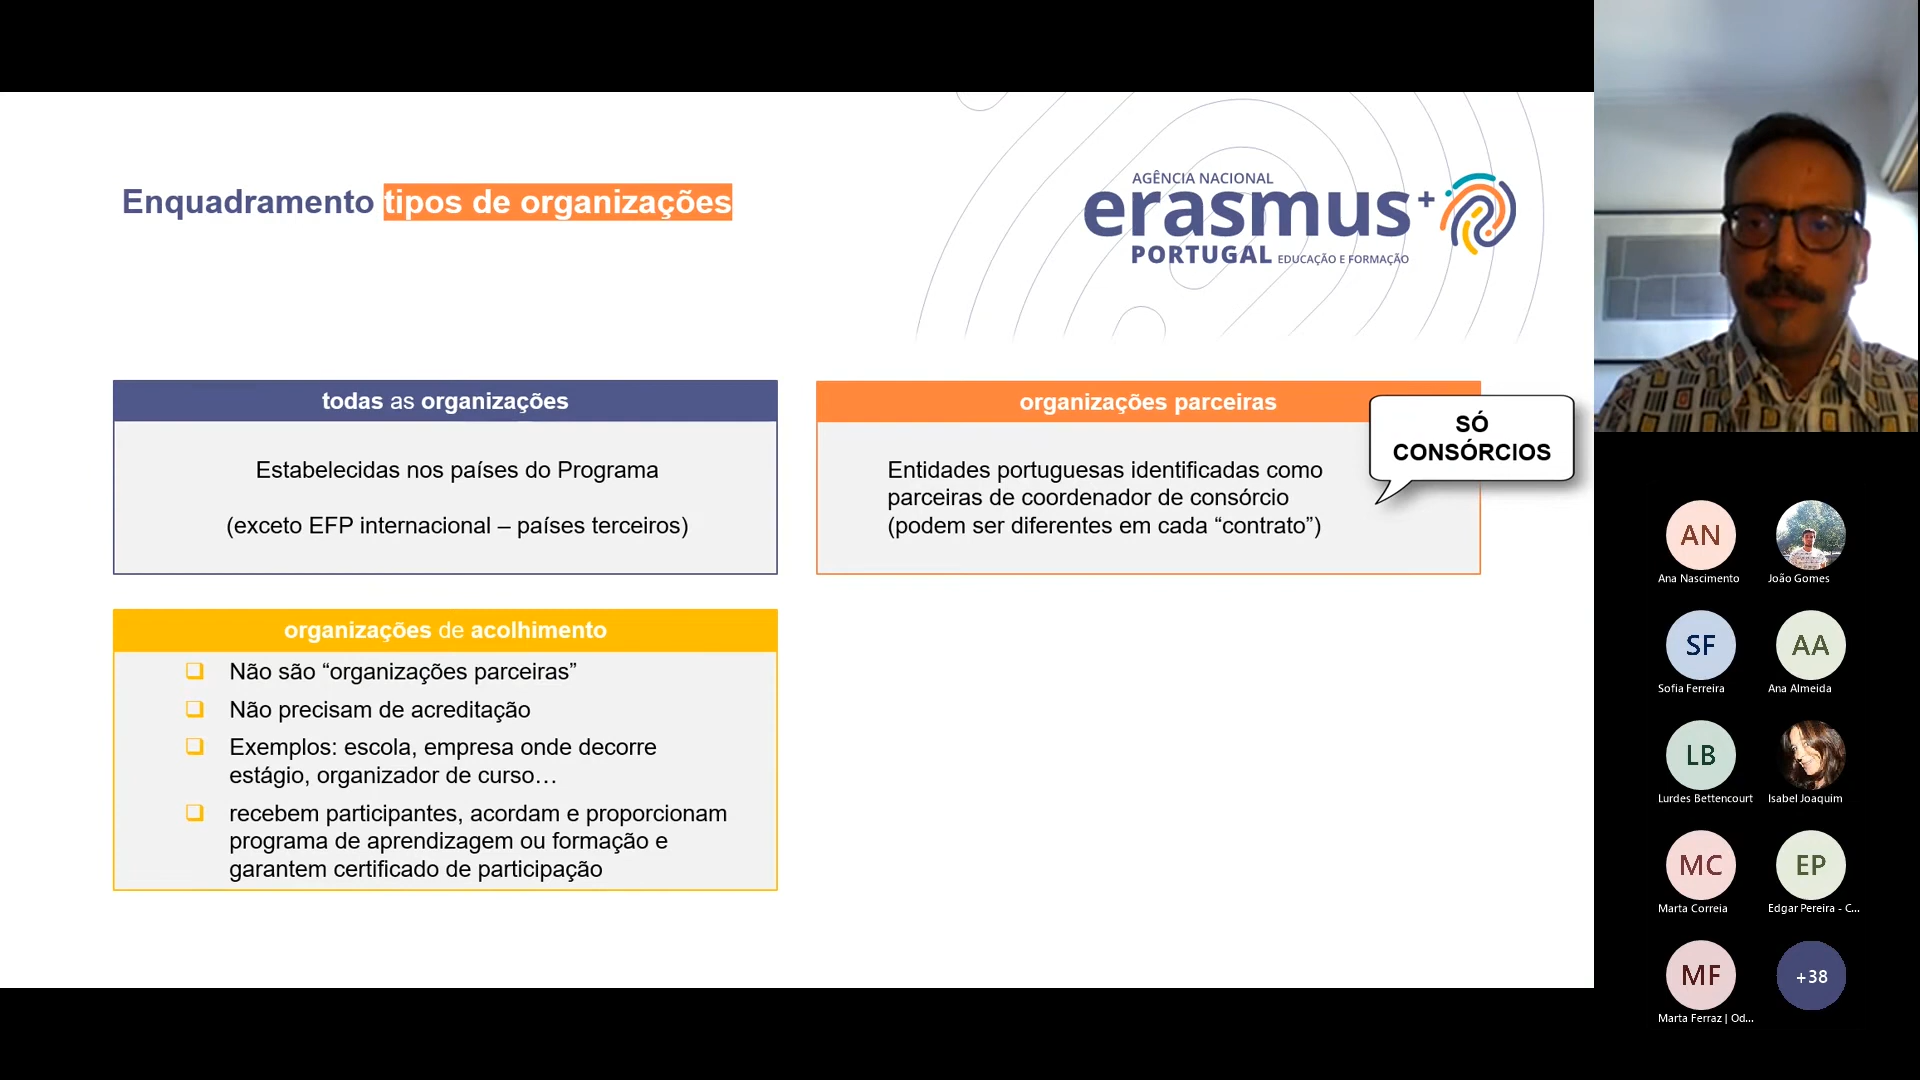 Enquadramento tipos de organizações
AGÊNCIA NACIONAL
erasmus+
PORTUGAL EDUCAÇÃO E FORMAÇÃO
todas as organizações
Estabelecidas nos países do Programa
(exceto EFP internacional – países terceiros)
organizações parceiras
SÓ
CONSÓRCIOS
Entidades portuguesas identificadas como
parceiras de coordenador de consórcio
(podem ser diferentes em cada “contrato”)
organizações de acolhimento
Não são “organizações parceiras”
Não precisam de acreditação
Exemplos: escola, empresa onde decorre
estágio, organizador de curso…
recebem participantes, acordam e proporcionam
programa de aprendizagem ou formação e
garantem certificado de participação
AN
Ana Nascimento
João Gomes
SF
Sofia Ferreira
AA
Ana Almeida
LB
Lurdes Bettencourt
Isabel Joaquim
MC
Marta Correia
EP
Edgar Pereira - C...
MF
Marta Ferraz | Od...
+38